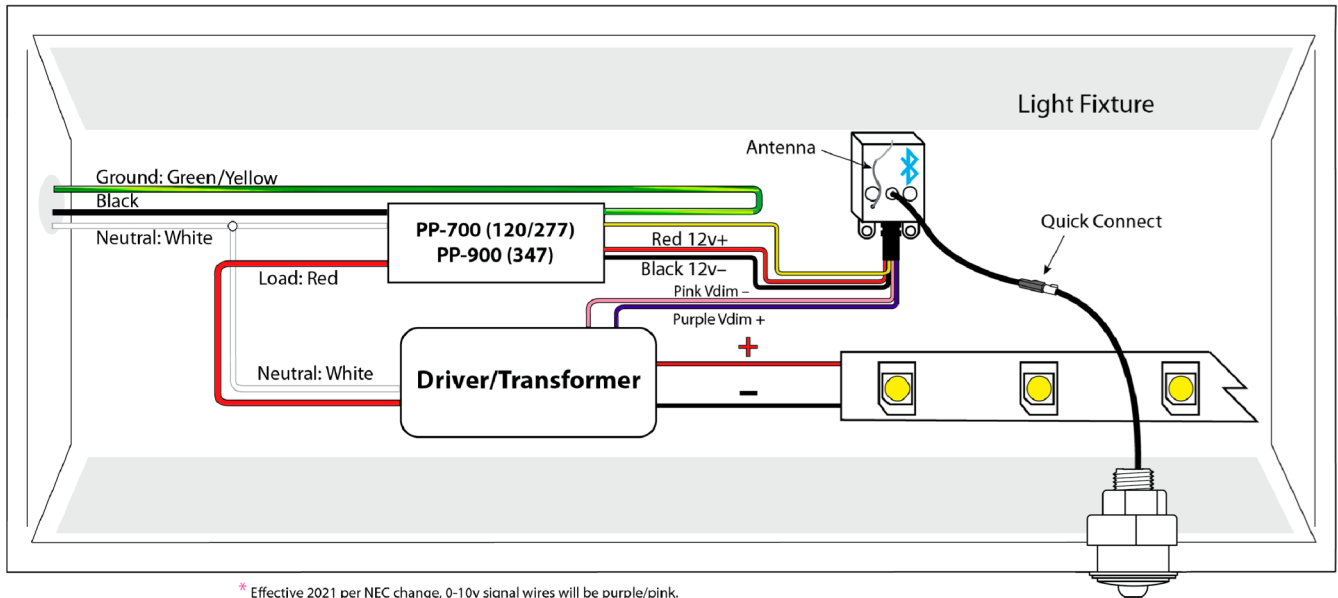 Light Fixture
Antenna
Ground: Green/Yellow
Black
Neutral: White
PP-700 (120/277)
PP-900 (347)
Quick Connect
Red 12v+
Black 12v–
Load: Red
Pink Vdim –
Purple Vdim +
+
–
Neutral: White
Driver/Transformer
* Effective 2021 per NEC change, 0-10v signal wires will be purple/pink.